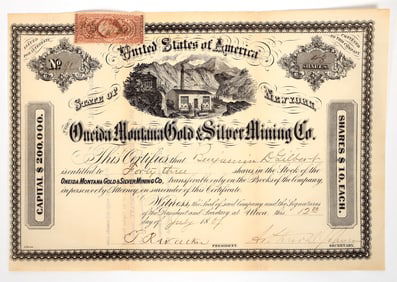 United States of America
No.
SHARES
STATE OF NEW YORK.
Oneida Montana Gold & Silver Mining Co.
CAPITAL $200,000.
SHARES $10, EACH.
This Certifies that Benjamin D Gilbert
is entitled to Forty three shares in the Stock of the
ONEIDA MONTANA GOLD & SILVER MINING CO. transferable only on the Books of the Company,
in person or by Attorney, on surrender of this Certificate.
Witness, the Seal of said Company and the Signatures
of the President and Secretary at Utica, this 12th
day of July 1867
PRESIDENT.
SECRETARY.